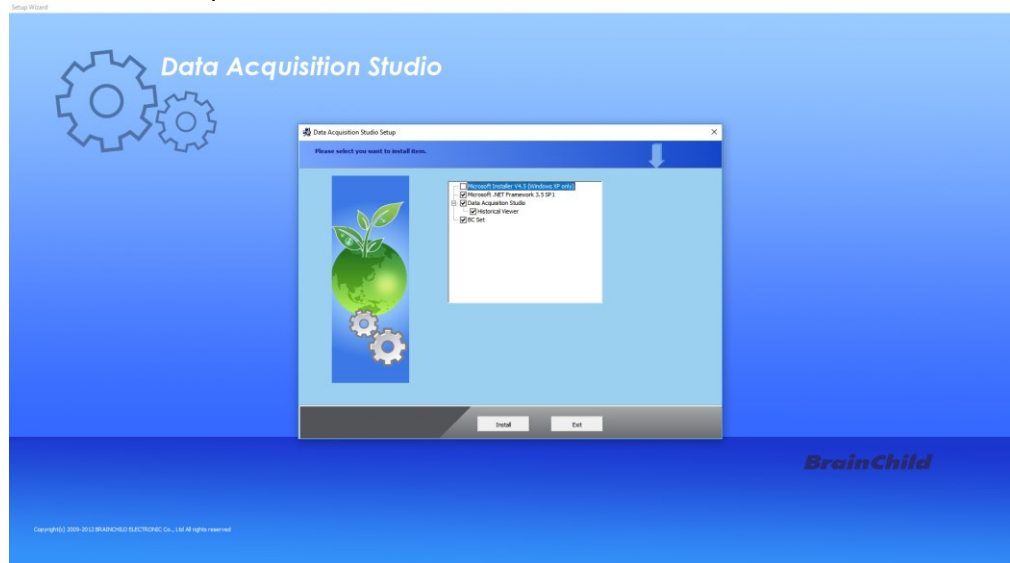 Setup Wizard
Data Acquisition Studio
Data Acquisition Studio Setup
Please select you want to install item.
Microsoft Installer V4.5 (Windows XP only)
Microsoft .NET Framework 3.5 SP1
Data Acquisition Studio
Historical Viewer
BC Set
Install Exit
BrainChild
Copyright(c) 2009-2012 BRAINCHILD ELECTRONIC Co., Ltd All rights reserved